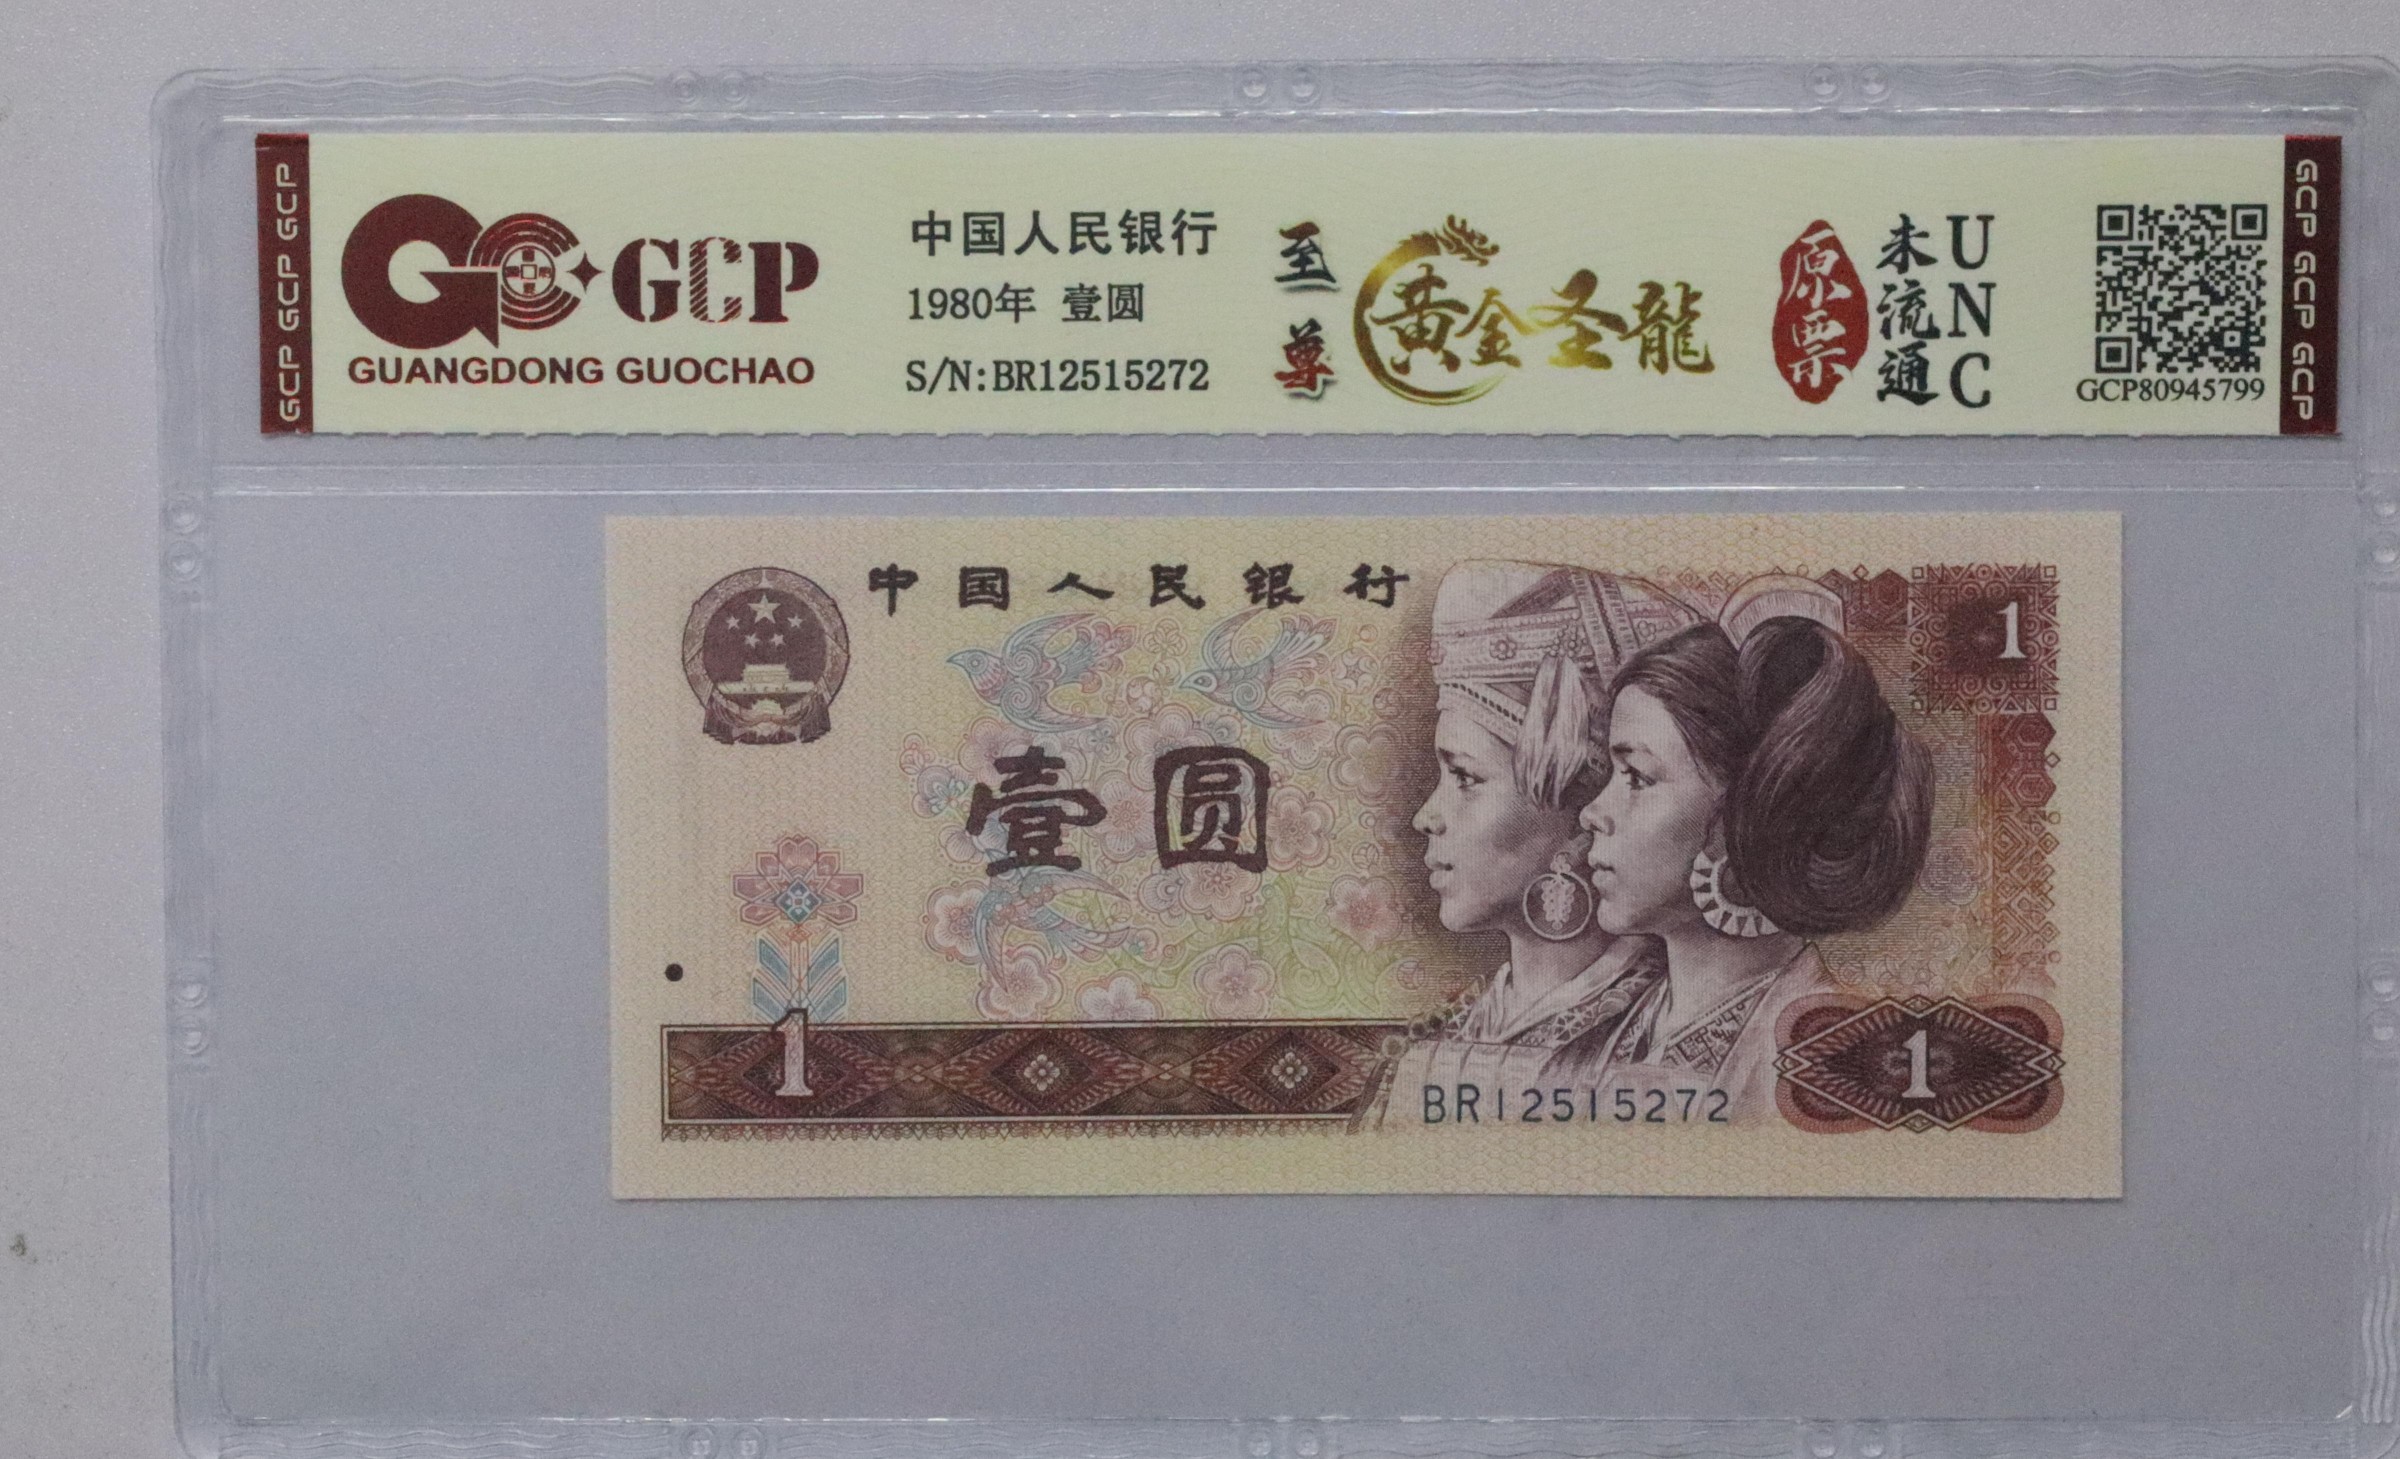 GCP GCP GCP
GC GCP
GUANGDONG GUOCHAO
中国人民银行
1980年 壹圆
S/N:BR12515272
至尊
黄金圣龍
原票
未流通
UNC
GCP80945799
GCP GCP GCP
中国人民银行
1
壹圆
1
BR12515272
1